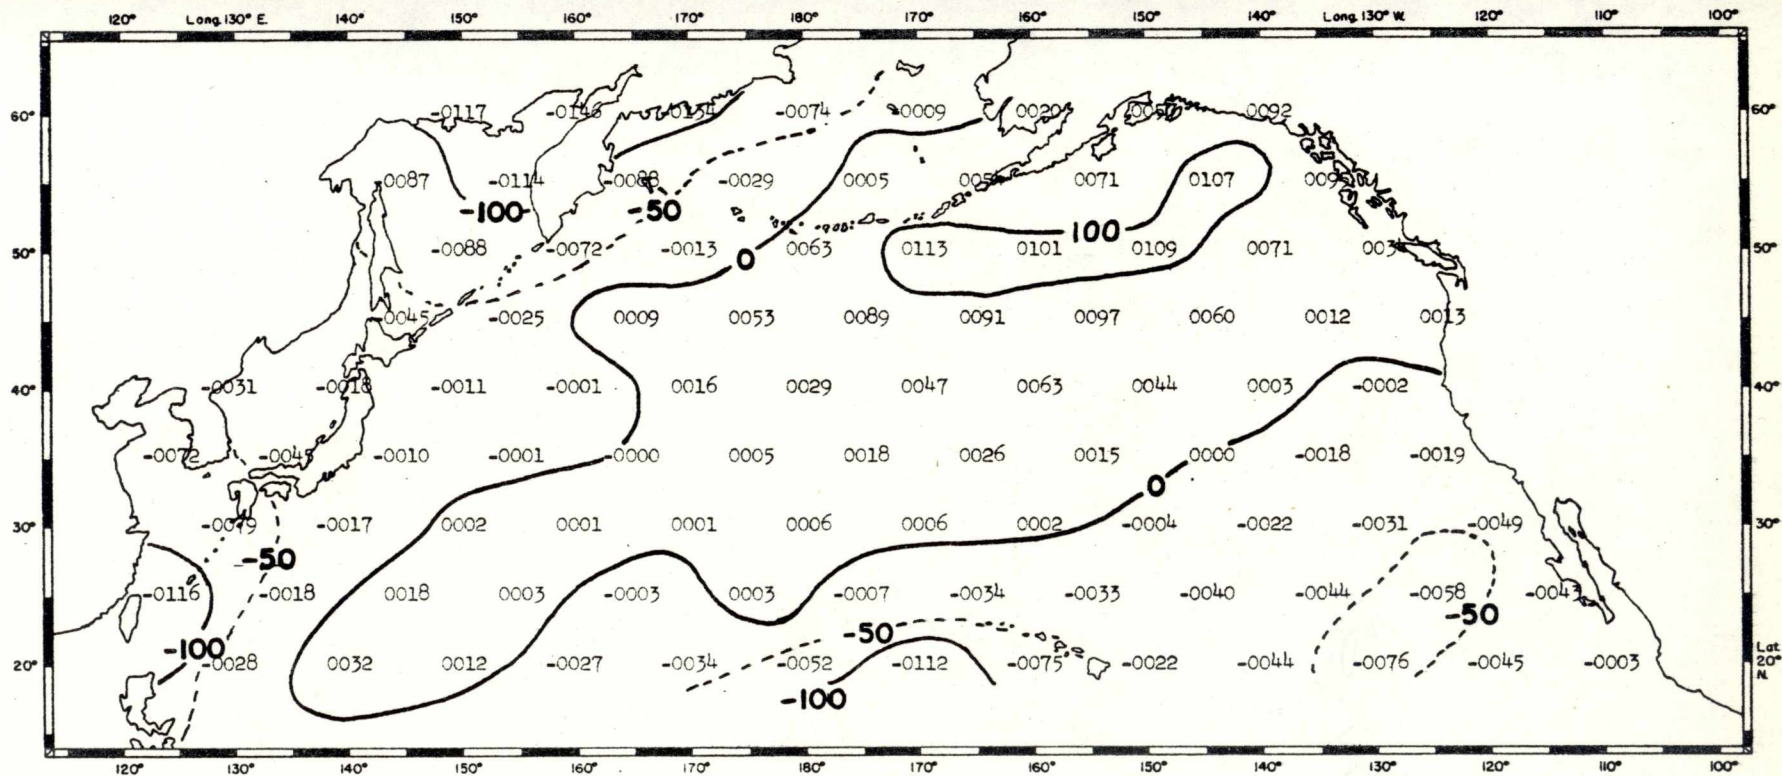 120° Long. 130° E. 140° 150° 160° 170° 180° 170° 160° 150° 140° Long. 130° W. 120° 110° 100°
60° -0117 -0146 -0134 -0074 -0009 0020 0092 60°
0087 -0114 -0088 -0029 0005 0071 0107
-100 -50 100
50° -0088 -0072 -0013 0063 0113 0101 0109 0071 50°
0
-0045 -0025 0009 0053 0089 0091 0097 0060 0012 0013
40° -0031 -0018 -0011 -0001 0016 0029 0047 0063 0044 0003 -0002 40°
-0072 -0045 -0010 -0001 -0000 0005 0018 0026 0015 0000 -0018 -0019
0
30° -0017 0002 0001 0001 0006 0006 0002 -0004 -0022 -0031 -0049 30°
-50
-0116 -0018 0018 0003 -0003 0003 -0007 -0034 -0033 -0040 -0044 -0058 -0043
-50 -50
-100 Lat.
20° -0028 0032 0012 -0027 -0034 -0052 -0112 -0075 -0022 -0044 -0076 -0045 -0003 20°
N.
-100
120° 130° 140° 150° 160° 170° 180° 170° 160° 150° 140° 130° 120° 110° 100°